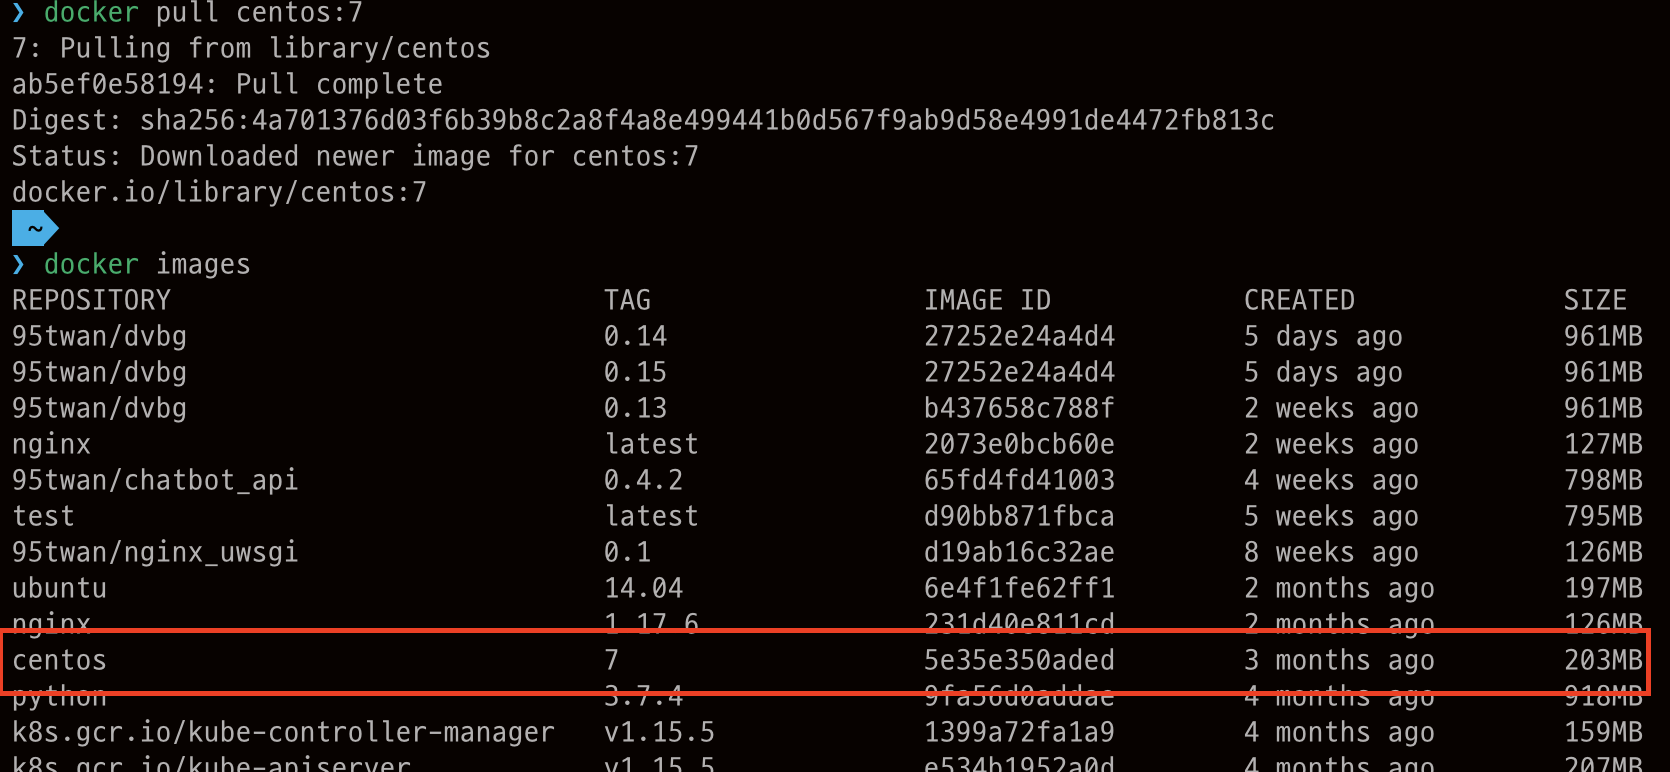 ❯ docker pull centos:7
7: Pulling from library/centos
ab5ef0e58194: Pull complete
Digest: sha256:4a701376d03f6b39b8c2a8f4a8e499441b0d567f9ab9d58e4991de4472fb813c
Status: Downloaded newer image for centos:7
docker.io/library/centos:7
~
❯ docker images
REPOSITORY TAG IMAGE ID CREATED SIZE
95twan/dvbg 0.14 27252e24a4d4 5 days ago 961MB
95twan/dvbg 0.15 27252e24a4d4 5 days ago 961MB
95twan/dvbg 0.13 b437658c788f 2 weeks ago 961MB
nginx latest 2073e0bcb60e 2 weeks ago 127MB
95twan/chatbot_api 0.4.2 65fd4fd41003 4 weeks ago 798MB
test latest d90bb871fbca 5 weeks ago 795MB
95twan/nginx_uwsgi 0.1 d19ab16c32ae 8 weeks ago 126MB
ubuntu 14.04 6e4f1fe62ff1 2 months ago 197MB
nginx 1.17.6 231d40e811cd 2 months ago 126MB
centos 7 5e35e350aded 3 months ago 203MB
python 3.7.4 9fa56d0addae 4 months ago 918MB
k8s.gcr.io/kube-controller-manager v1.15.5 1399a72fa1a9 4 months ago 159MB
k8s.gcr.io/kube-apiserver v1.15.5 e534b1952a0d 4 months ago 207MB